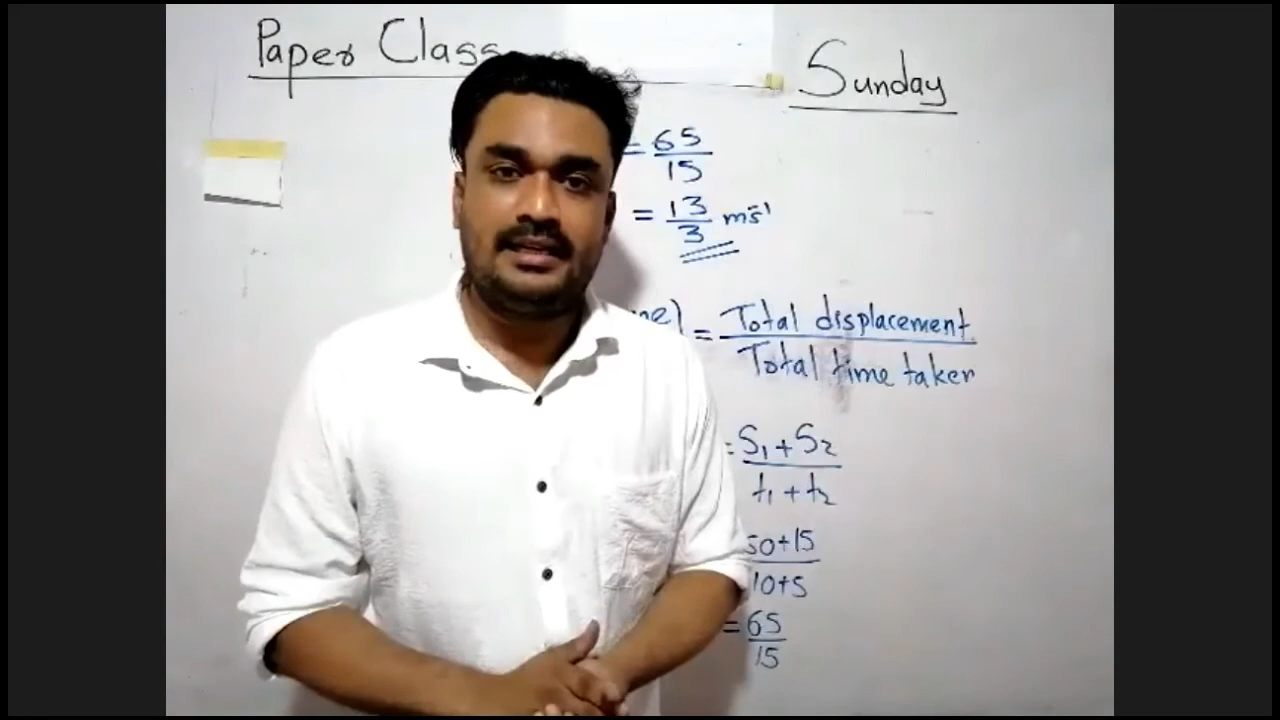 Paper Class
Sunday
= 65/15
= 13/3 ms⁻¹
= Total displacement / Total time taken
= S₁ + S₂ / t₁ + t₂
50+15 / 10+5
= 65/15